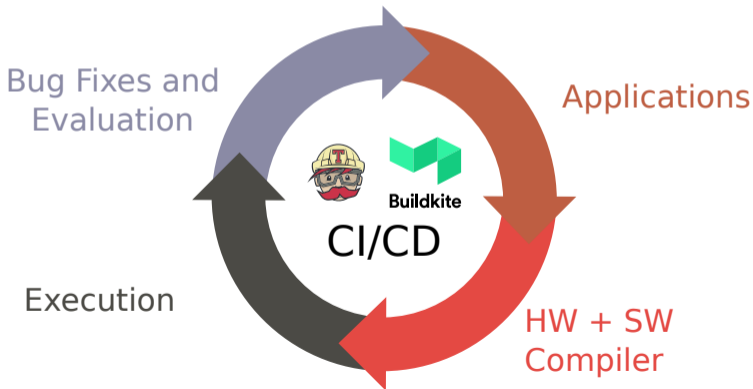 Bug Fixes and
Evaluation
Applications
T
Buildkite
CI/CD
Execution
HW + SW
Compiler